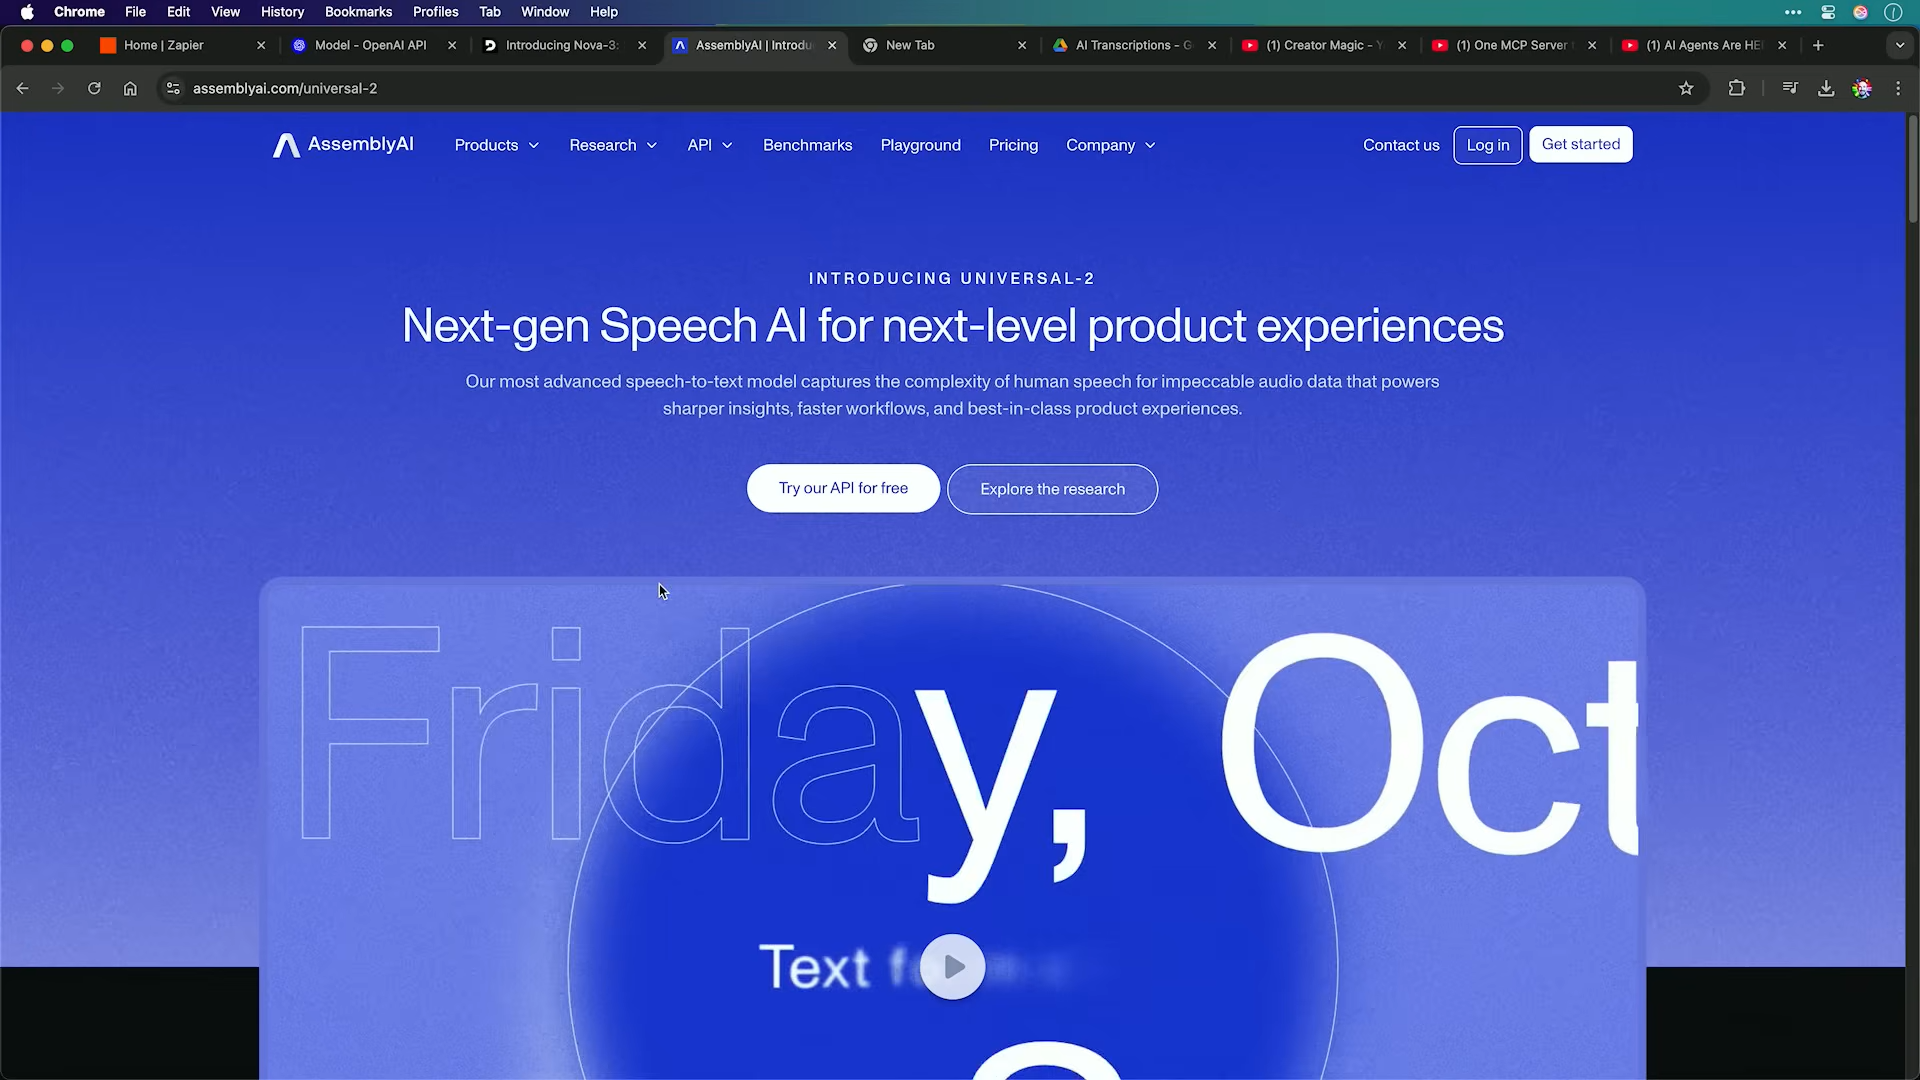 Chrome File Edit View History Bookmarks Profiles Tab Window Help
Home | Zapier
Model - OpenAI API
Introducing Nova-3:
AssemblyAI | Introdu
New Tab
AI Transcriptions - G
(1) Creator Magic - Y
(1) One MCP Server
(1) AI Agents Are HE
assemblyai.com/universal-2
AssemblyAI Products Research API Benchmarks Playground Pricing Company Contact us Log in Get started
INTRODUCING UNIVERSAL-2
Next-gen Speech AI for next-level product experiences
Our most advanced speech-to-text model captures the complexity of human speech for impeccable audio data that powers
sharper insights, faster workflows, and best-in-class product experiences.
Try our API for free Explore the research
Friday, Oct
Text